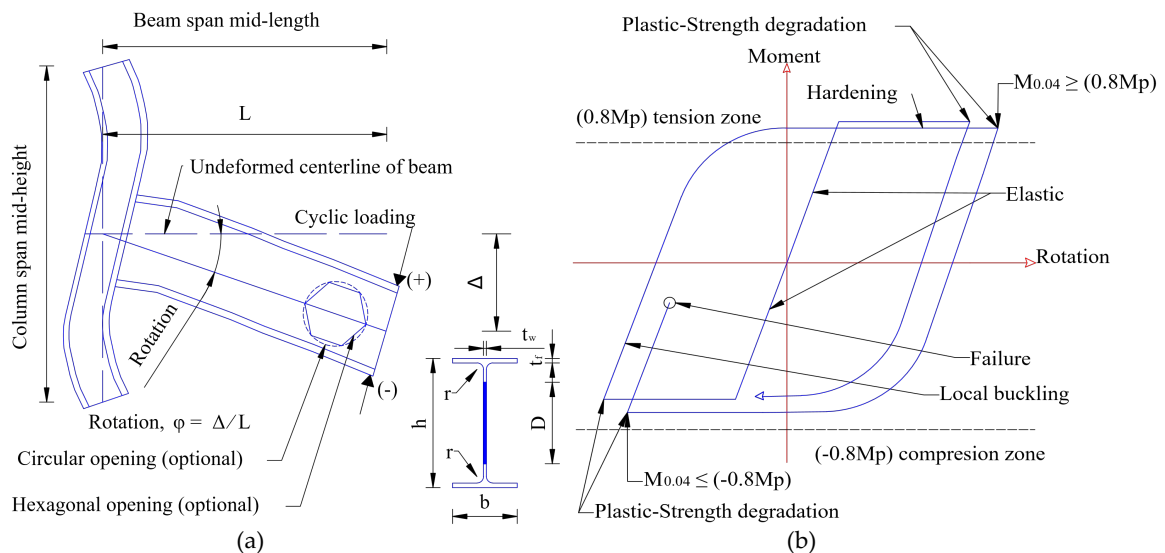 Beam span mid-length
L
Column span mid-height
Undeformed centerline of beam
Cyclic loading
(+)
Δ
Rotation
(-)
Rotation, φ = Δ/L
Circular opening (optional)
Hexagonal opening (optional)
tw
tf
r
h
D
r
b
(a)
Plastic-Strength degradation
Moment
M0.04 ≥ (0.8Mp)
Hardening
(0.8Mp) tension zone
Elastic
Rotation
Failure
Local buckling
(-0.8Mp) compresion zone
M0.04 ≤ (-0.8Mp)
Plastic-Strength degradation
(b)